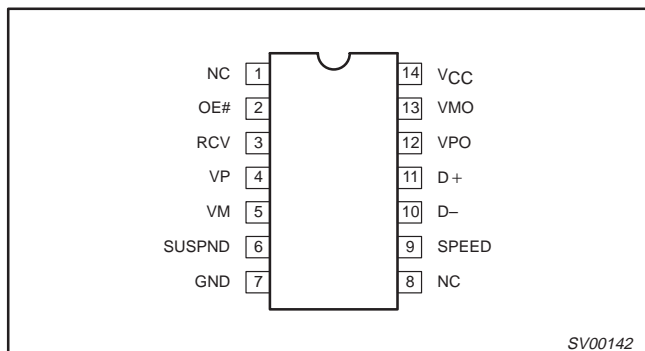 NC 1 14 VCC
OE# 2 13 VMO
RCV 3 12 VPO
VP 4 11 D+
VM 5 10 D–
SUSPND 6 9 SPEED
GND 7 8 NC
SV00142